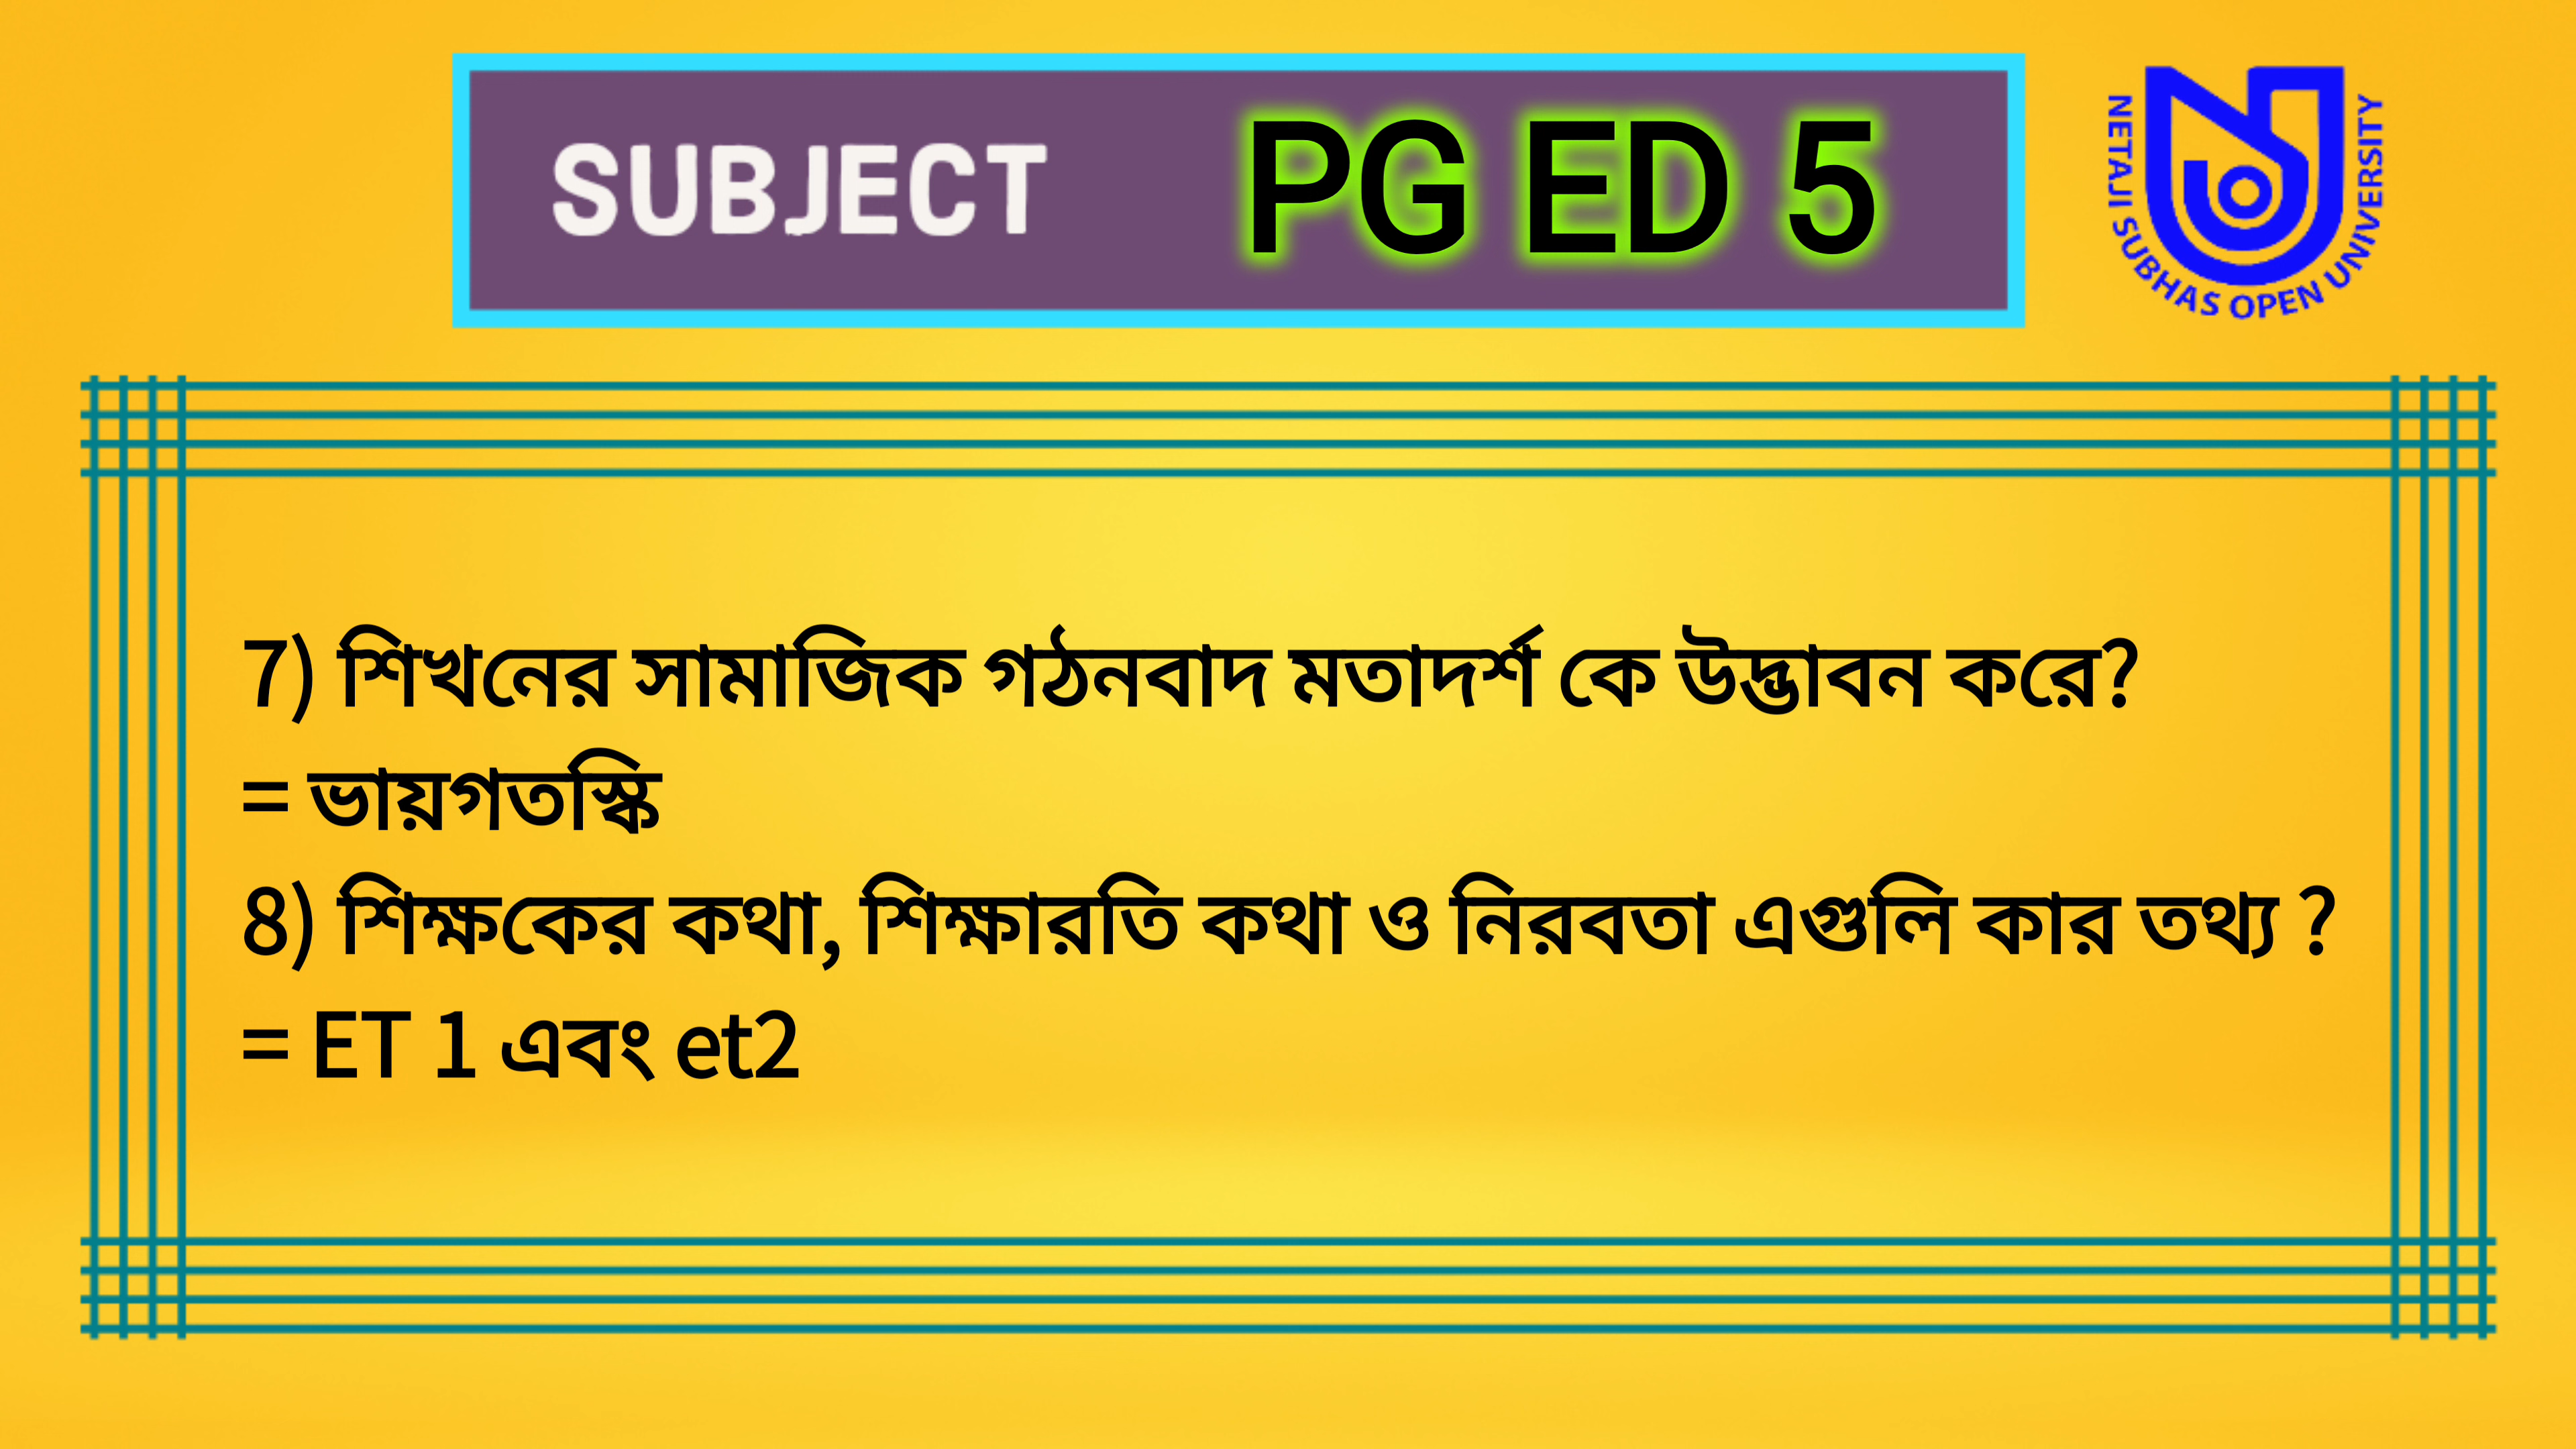 SUBJECT PG ED 5
NETAJI SUBHAS OPEN UNIVERSITY
7) শিখনের সামাজিক গঠনবাদ মতাদর্শ কে উদ্ভাবন করে?
= ভায়গতস্কি
8) শিক্ষকের কথা, শিক্ষারতি কথা ও নিরবতা এগুলি কার তথ্য ?
= ET 1 এবং et2